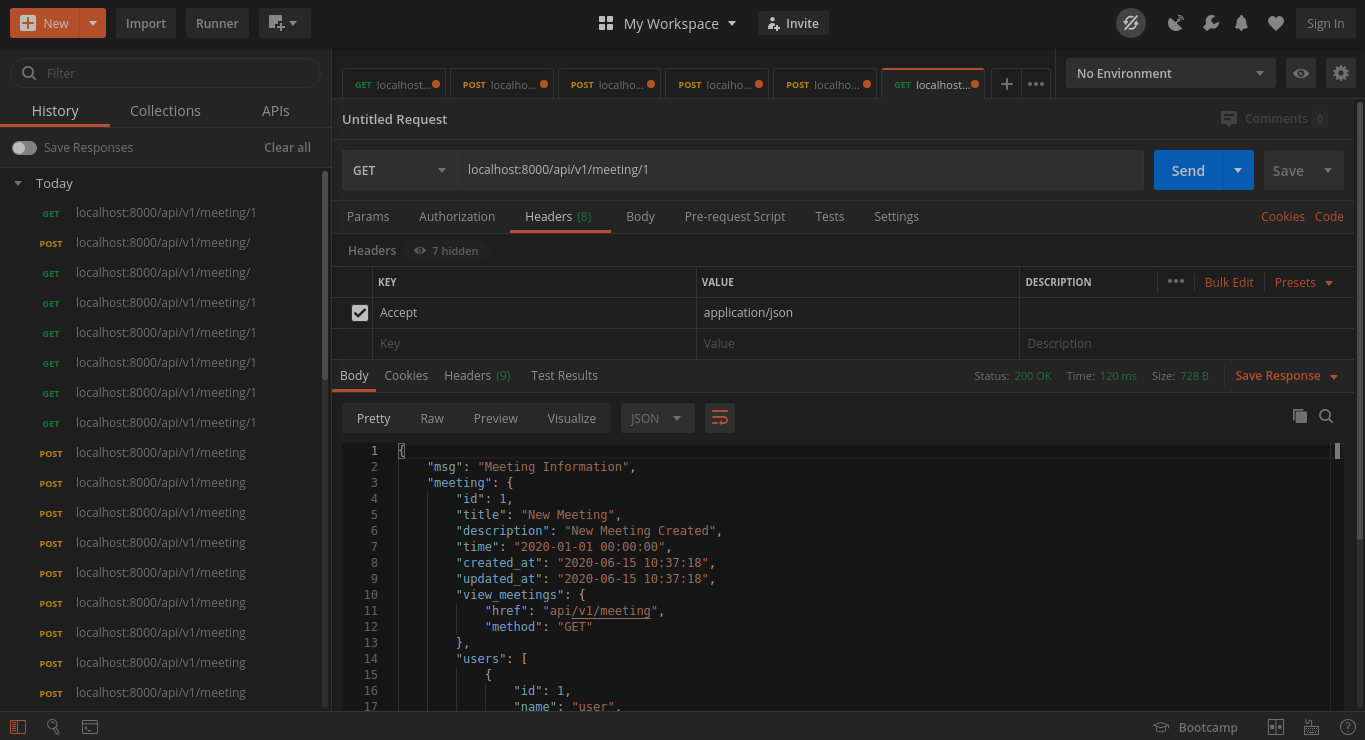 New Import Runner My Workspace Invite Sign In
Filter
History Collections APIs
Save Responses Clear all
Today
GET localhost:8000/api/v1/meeting/1
POST localhost:8000/api/v1/meeting/
GET localhost:8000/api/v1/meeting/
GET localhost:8000/api/v1/meeting/1
GET localhost:8000/api/v1/meeting/1
GET localhost:8000/api/v1/meeting/1
GET localhost:8000/api/v1/meeting/1
GET localhost:8000/api/v1/meeting/1
POST localhost:8000/api/v1/meeting
POST localhost:8000/api/v1/meeting
POST localhost:8000/api/v1/meeting
POST localhost:8000/api/v1/meeting
POST localhost:8000/api/v1/meeting
POST localhost:8000/api/v1/meeting
POST localhost:8000/api/v1/meeting
POST localhost:8000/api/v1/meeting
POST localhost:8000/api/v1/meeting
GET localhost... POST localho... POST localho... POST localho... POST localho... GET localhost... No Environment
Untitled Request Comments 0
GET localhost:8000/api/v1/meeting/1 Send Save
Params Authorization Headers (8) Body Pre-request Script Tests Settings Cookies Code
Headers 7 hidden
KEY VALUE DESCRIPTION ••• Bulk Edit Presets
Accept application/json
Key Value Description
Body Cookies Headers (9) Test Results Status: 200 OK Time: 120 ms Size: 728 B Save Response
Pretty Raw Preview Visualize JSON
1 {
2 "msg": "Meeting Information",
3 "meeting": {
4 "id": 1,
5 "title": "New Meeting",
6 "description": "New Meeting Created",
7 "time": "2020-01-01 00:00:00",
8 "created_at": "2020-06-15 10:37:18",
9 "updated_at": "2020-06-15 10:37:18",
10 "view_meetings": {
11 "href": "api/v1/meeting",
12 "method": "GET"
13 },
14 "users": [
15 {
16 "id": 1,
17 "name": "user",
Bootcamp